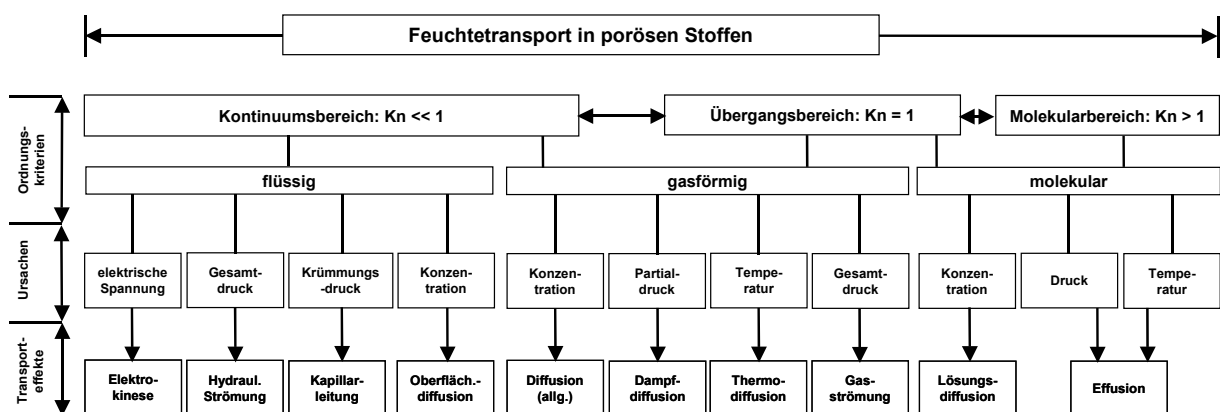 Feuchtetransport in porösen Stoffen
Ordnungs-
kriterien
Kontinuumsbereich: Kn << 1
Übergangsbereich: Kn = 1
Molekularbereich: Kn > 1
flüssig
gasförmig
molekular
Ursachen
elektrische
Spannung
Gesamt-
druck
Krümmungs
-druck
Konzen-
tration
Konzen-
tration
Partial-
druck
Tempe-
ratur
Gesamt-
druck
Konzen-
tration
Druck
Tempe-
ratur
Transport-
effekte
Elektro-
kinese
Hydraul.
Strömung
Kapillar-
leitung
Oberfläch.-
diffusion
Diffusion
(allg.)
Dampf-
diffusion
Thermo-
diffusion
Gas-
strömung
Lösungs-
diffusion
Effusion